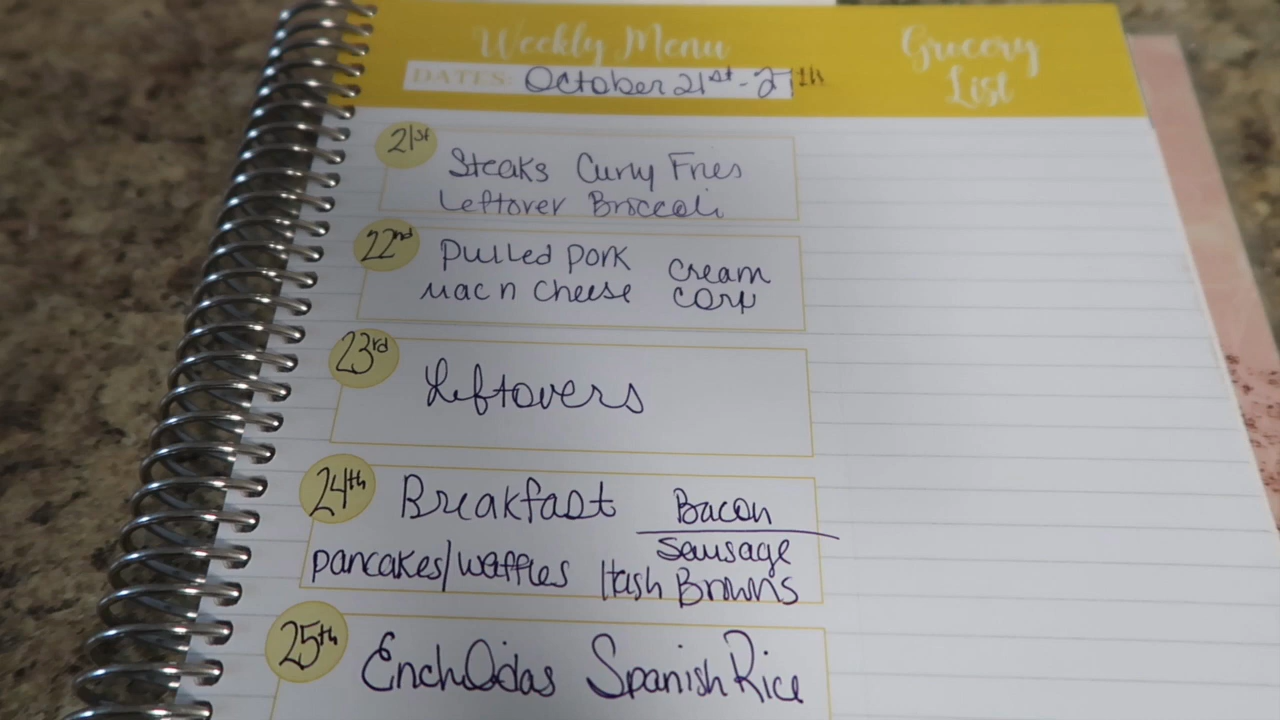 Weekly Menu
Grocery List
DATES: October 21st - 27th
21st
Steaks Curly Fries
Leftover Broccoli
22nd
Pulled pork
Mac n cheese
cream
corn
23rd
Leftovers
24th
Breakfast
Bacon
Sausage
pancakes/waffles Hash Browns
25th
Enchiladas Spanish Rice